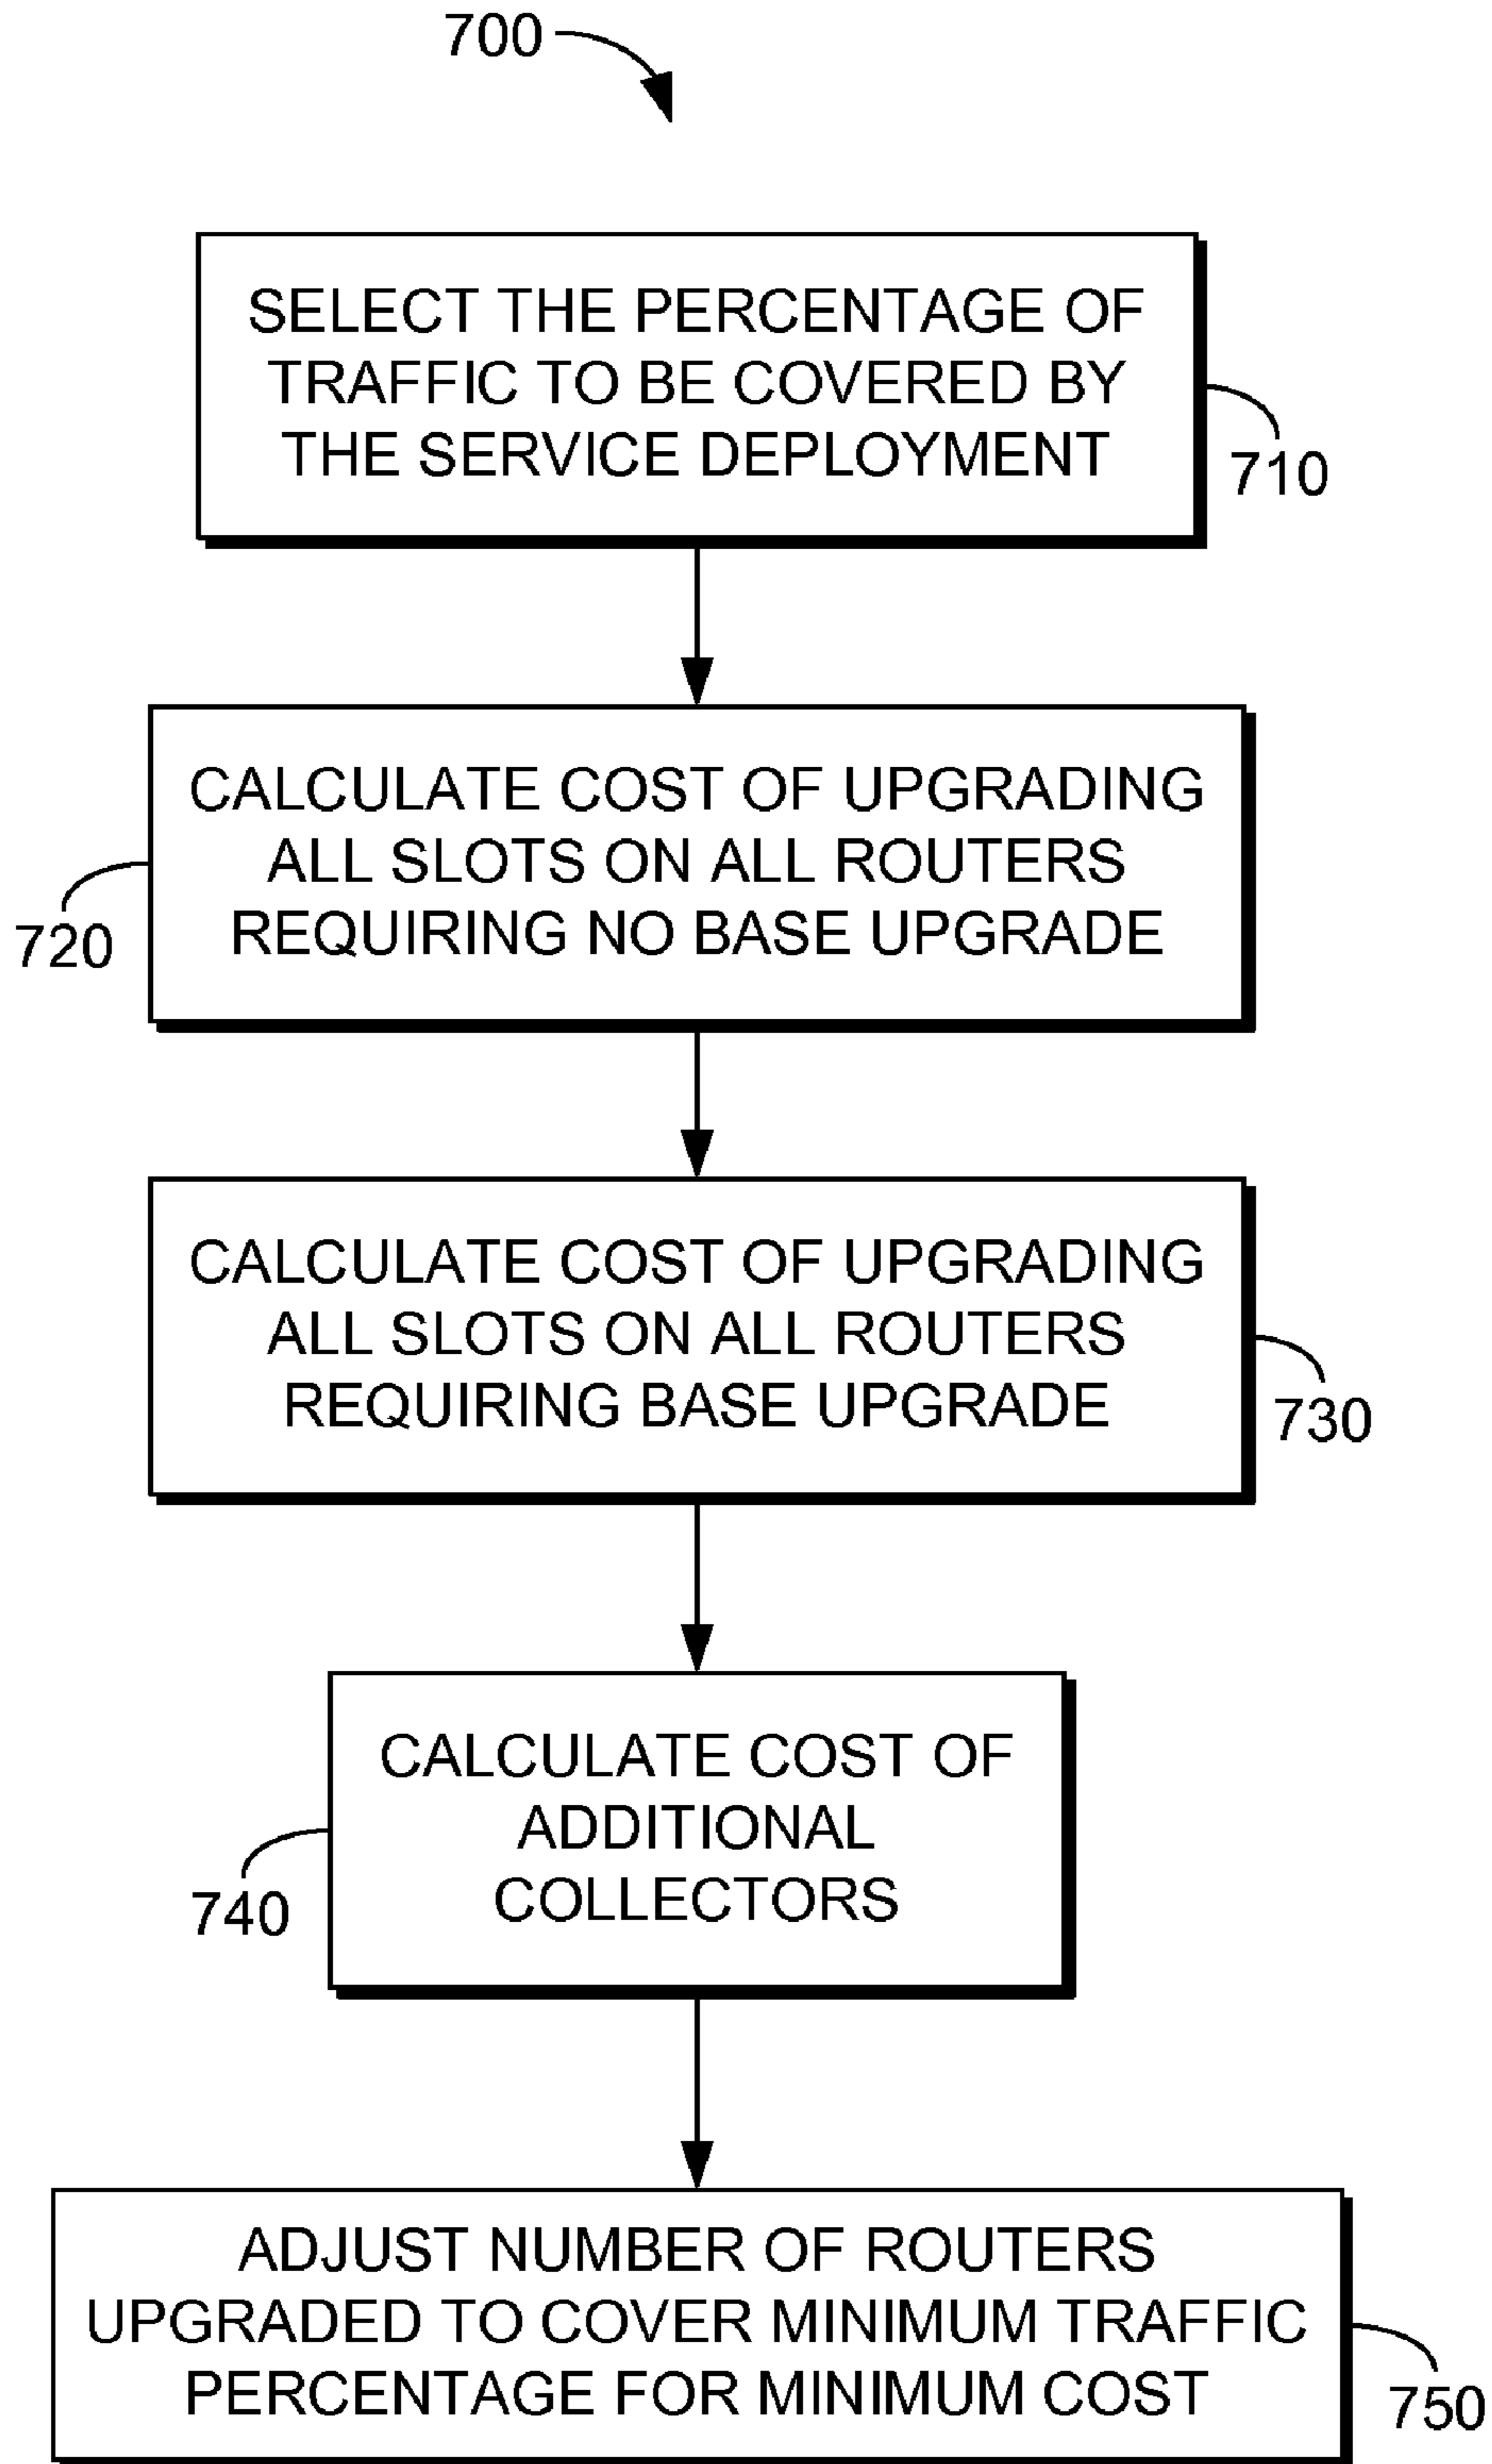 700
SELECT THE PERCENTAGE OF
TRAFFIC TO BE COVERED BY
THE SERVICE DEPLOYMENT
710
CALCULATE COST OF UPGRADING
ALL SLOTS ON ALL ROUTERS
REQUIRING NO BASE UPGRADE
720
CALCULATE COST OF UPGRADING
ALL SLOTS ON ALL ROUTERS
REQUIRING BASE UPGRADE
730
CALCULATE COST OF
ADDITIONAL
COLLECTORS
740
ADJUST NUMBER OF ROUTERS
UPGRADED TO COVER MINIMUM TRAFFIC
PERCENTAGE FOR MINIMUM COST
750